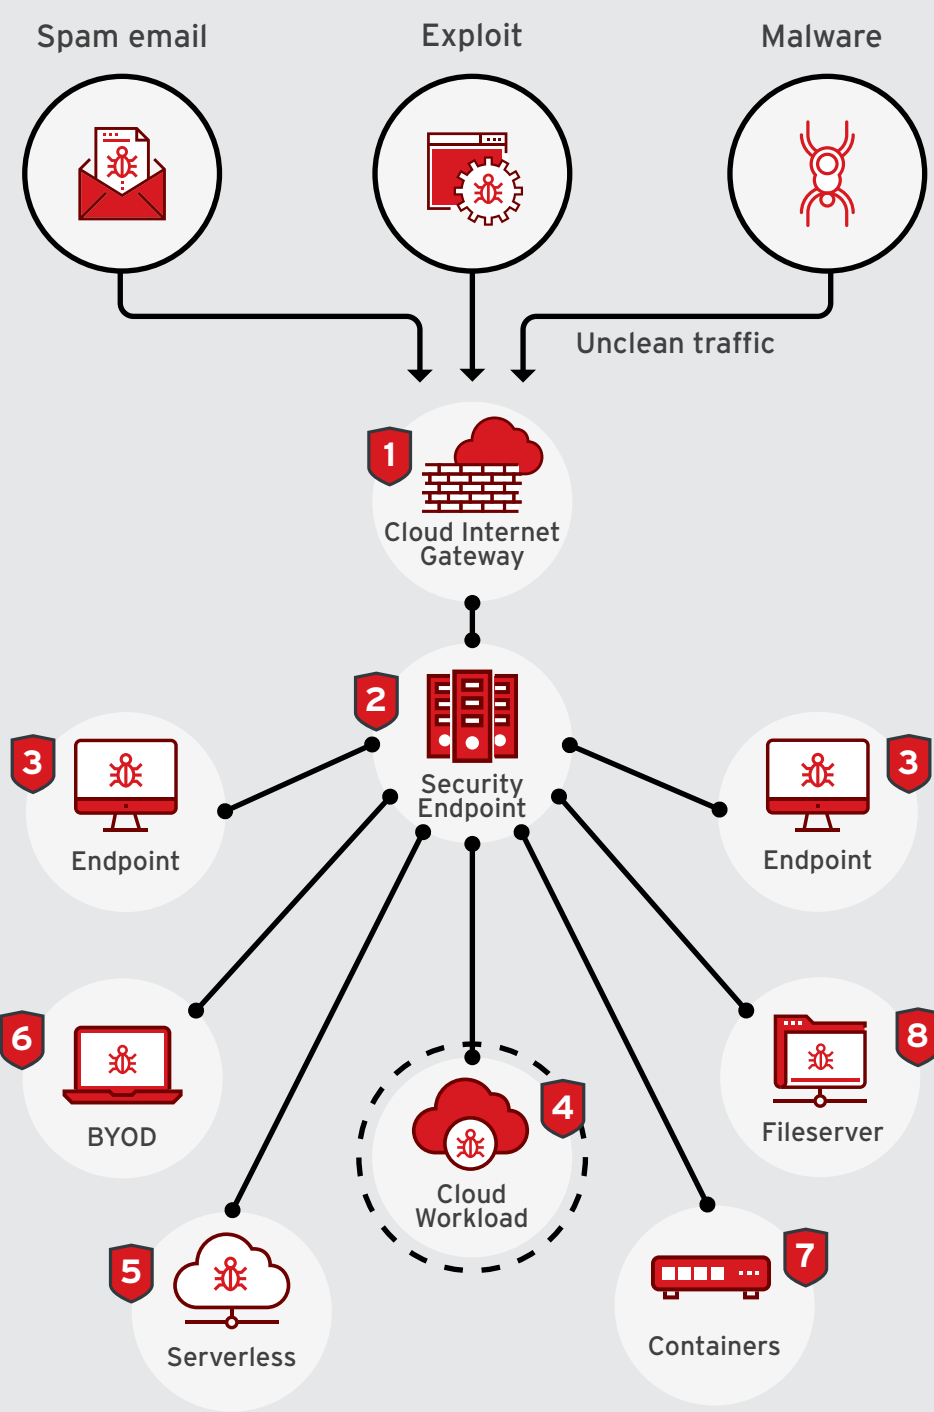 Spam email
Exploit
Malware
Unclean traffic
1
Cloud Internet
Gateway
2
Security
Endpoint
3
Endpoint
3
Endpoint
6
BYOD
4
Cloud
Workload
8
Fileserver
5
Serverless
7
Containers